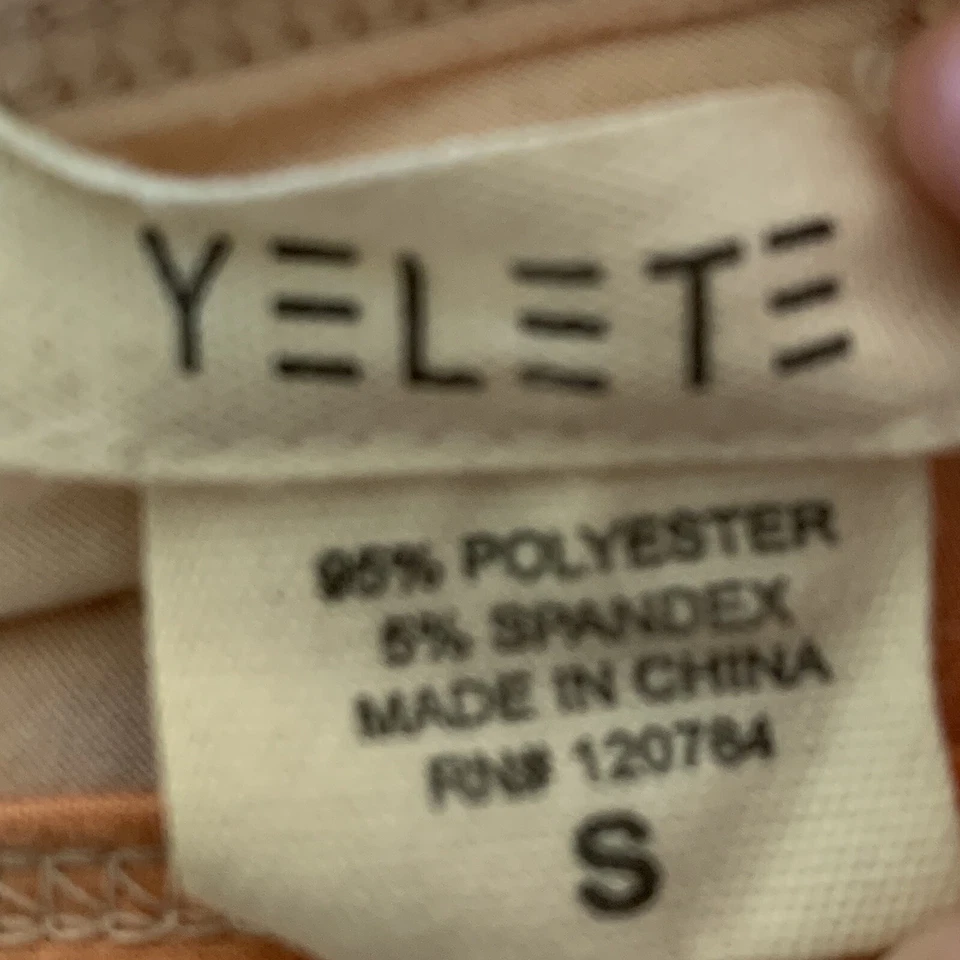 YELETE
95% POLYESTER
5% SPANDEX
MADE IN CHINA
RN# 120784
S